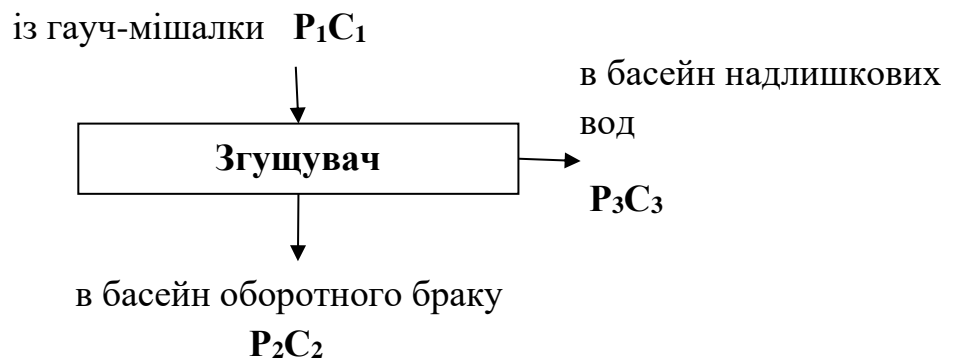 із гауч-мішалки P₁C₁
в басейн надлишкових
вод
Згущувач
P₃C₃
в басейн оборотного браку
P₂C₂